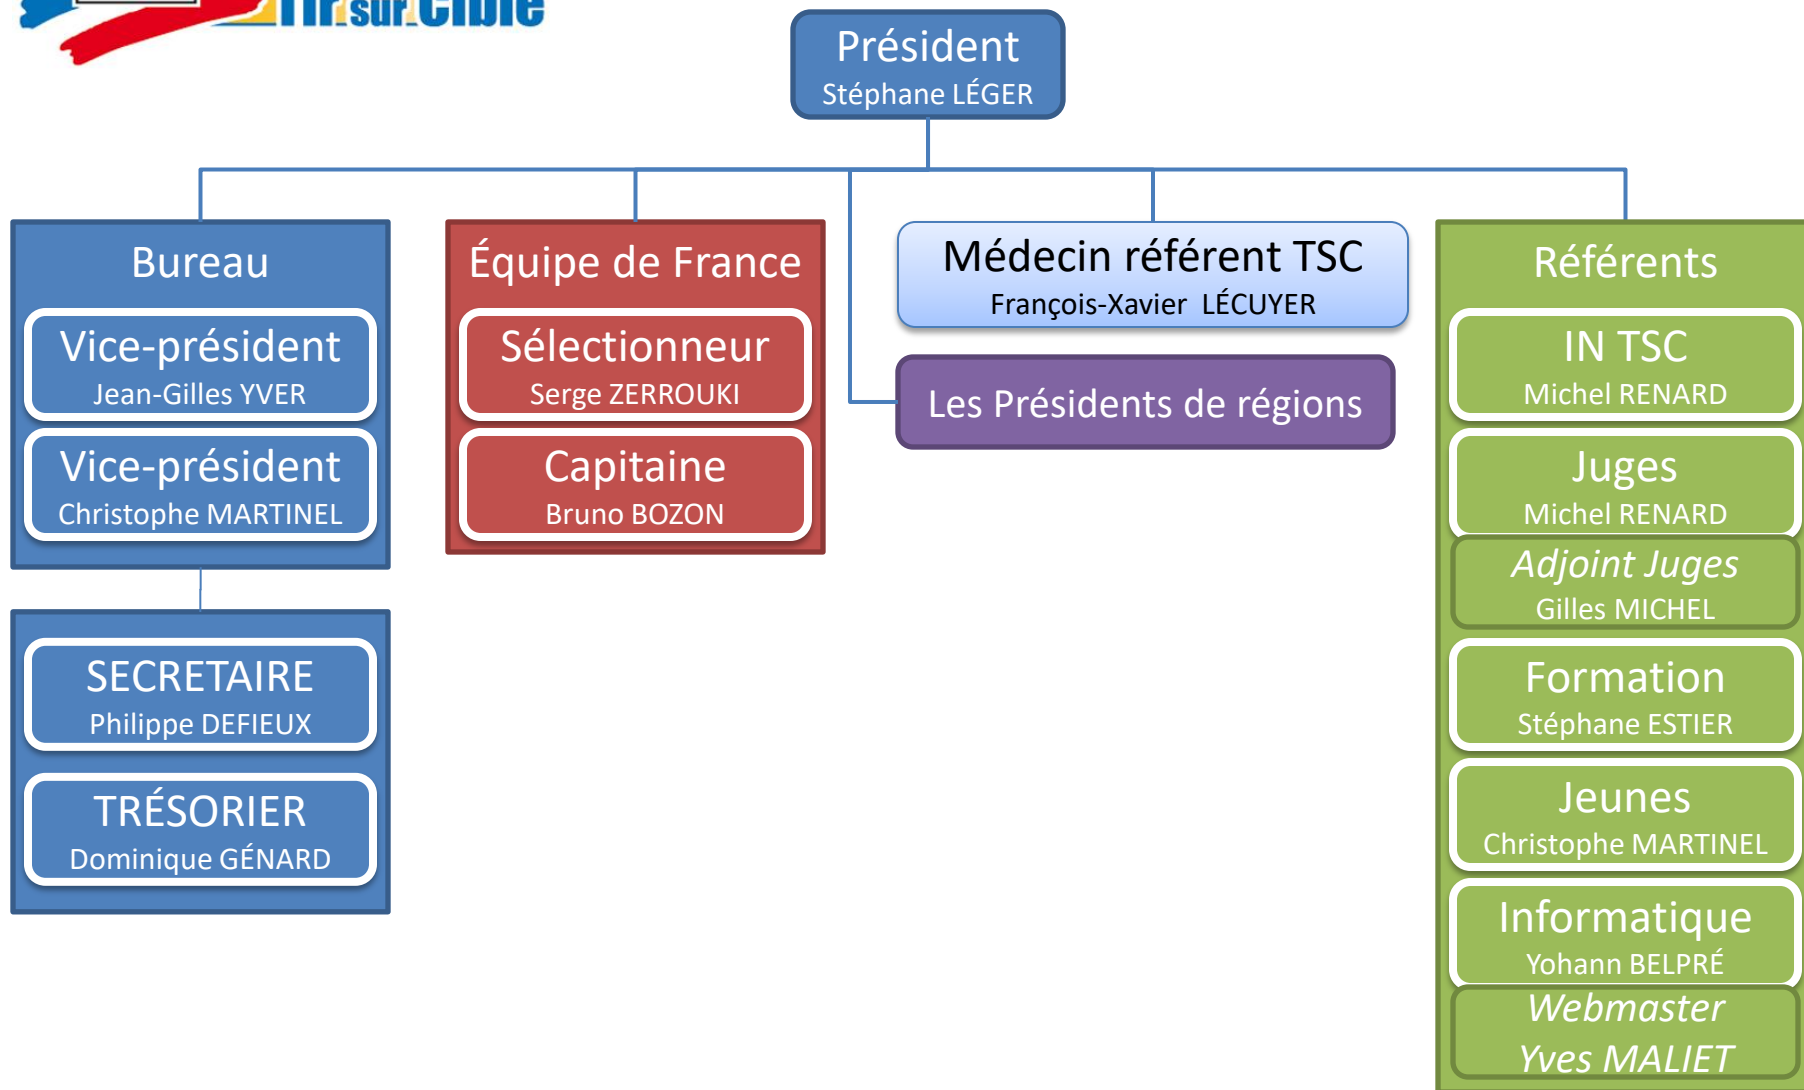 Tir sur Cible
Président
Stéphane LÉGER
Bureau
Vice-président
Jean-Gilles YVER
Vice-président
Christophe MARTINEL
SECRETAIRE
Philippe DEFIEUX
TRÉSORIER
Dominique GÉNARD
Équipe de France
Sélectionneur
Serge ZERROUKI
Capitaine
Bruno BOZON
Médecin référent TSC
François-Xavier LÉCUYER
Les Présidents de régions
Référents
IN TSC
Michel RENARD
Juges
Michel RENARD
Adjoint Juges
Gilles MICHEL
Formation
Stéphane ESTIER
Jeunes
Christophe MARTINEL
Informatique
Yohann BELPRÉ
Webmaster
Yves MALIET